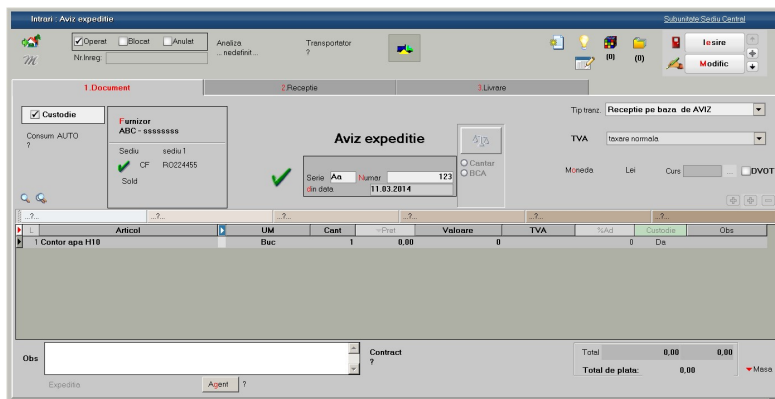 Intrari : Aviz expeditie
Subunitate Sediu Central
Operat Blocat Anulat
Nr.Inreg:
Analiza
... nedefinit...
Transportator
?
(0) (0)
Iesire
Modific
1.Document 2.Receptie 3.Livrare
Custodie
Consum AUTO
?
Furnizor
ABC - ssssssss
Sediu sediu 1
CF RO224455
Sold
Aviz expeditie
Serie Aa Numar 123
din data 11.03.2014
Cantar
BCA
Tip tranz. Receptie pe baza de AVIZ
TVA taxare normala
Moneda Lei Curs ... DVOT
...?... ...?... ...?... ...?... ...?... ...?...
L Articol UM Cant =Pret Valoare TVA %Ad Custodie Obs
1 Contor apa H10 Buc 1 0,00 0 0 Da
Obs
Contract
?
Expeditie
Agent ?
Total 0,00 0,00
Total de plata: 0,00
Masa